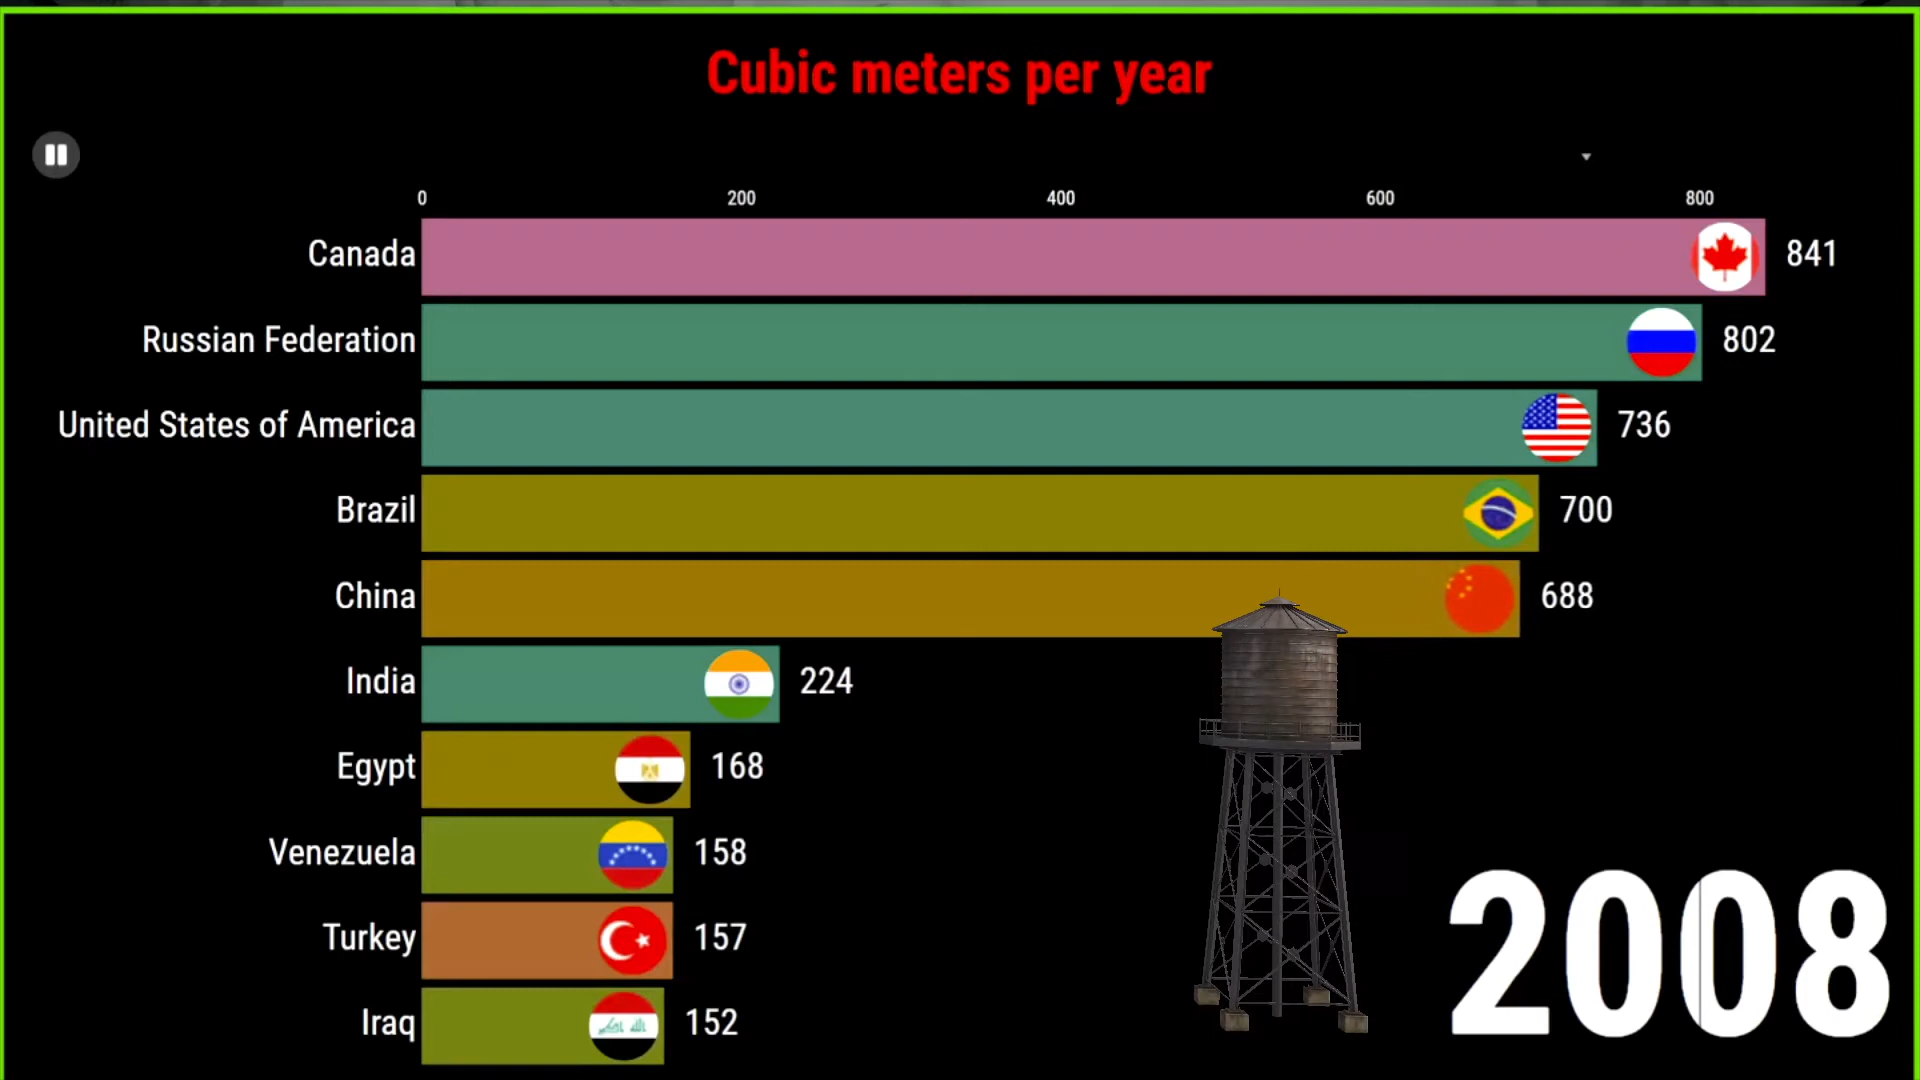 Cubic meters per year
0 200 400 600 800
Canada 841
Russian Federation 802
United States of America 736
Brazil 700
China 688
India 224
Egypt 168
Venezuela 158
Turkey 157
Iraq 152
2008